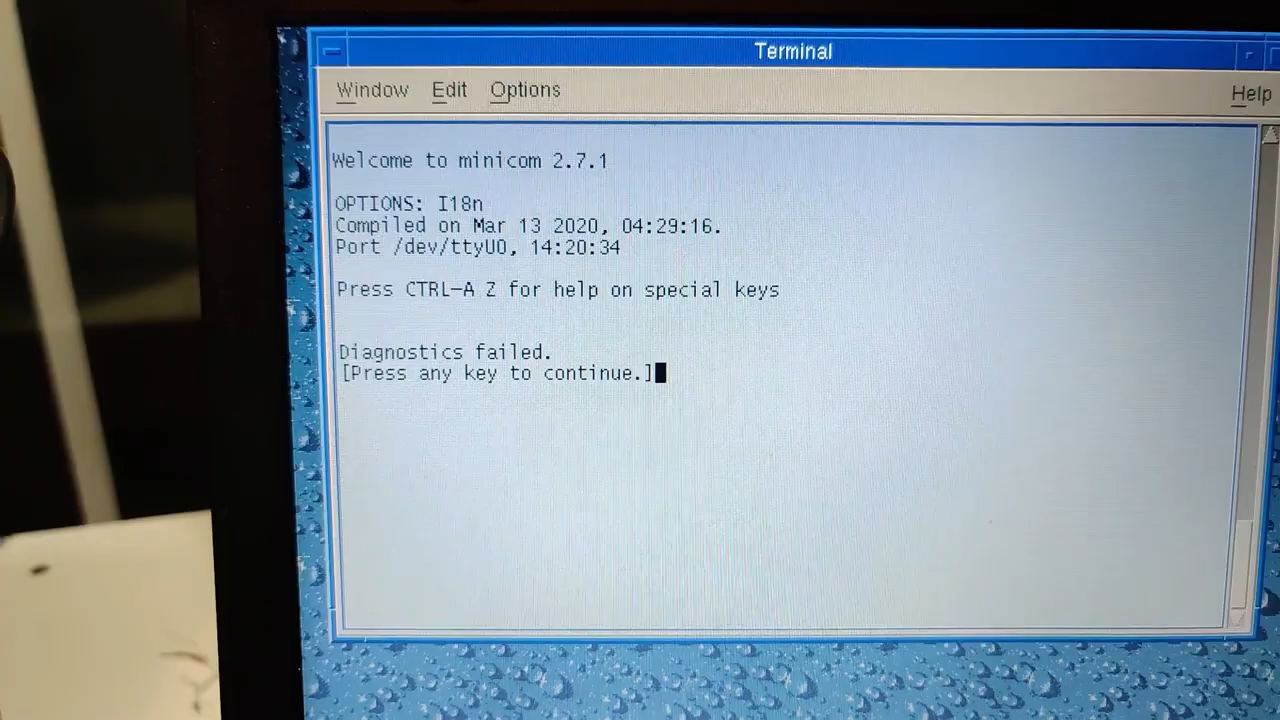 Terminal
Window Edit Options Help
Welcome to minicom 2.7.1
OPTIONS: I18n
Compiled on Mar 13 2020, 04:29:16.
Port /dev/ttyU0, 14:20:34
Press CTRL-A Z for help on special keys
Diagnostics failed.
[Press any key to continue.]